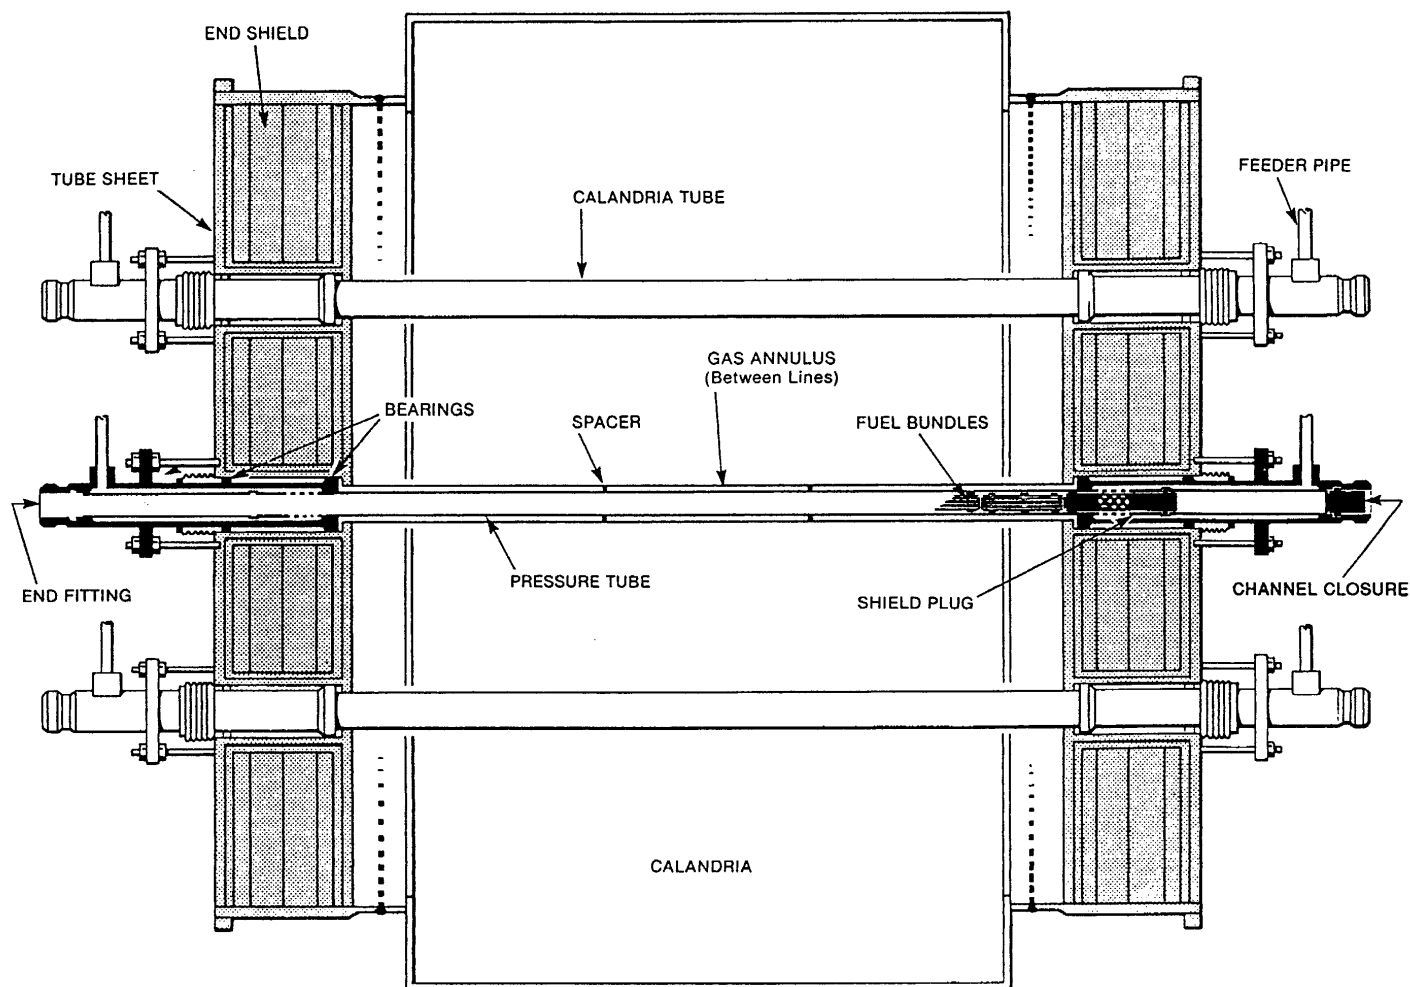 END SHIELD
TUBE SHEET
FEEDER PIPE
CALANDRIA TUBE
GAS ANNULUS
(Between Lines)
BEARINGS
SPACER
FUEL BUNDLES
PRESSURE TUBE
END FITTING
SHIELD PLUG
CHANNEL CLOSURE
CALANDRIA